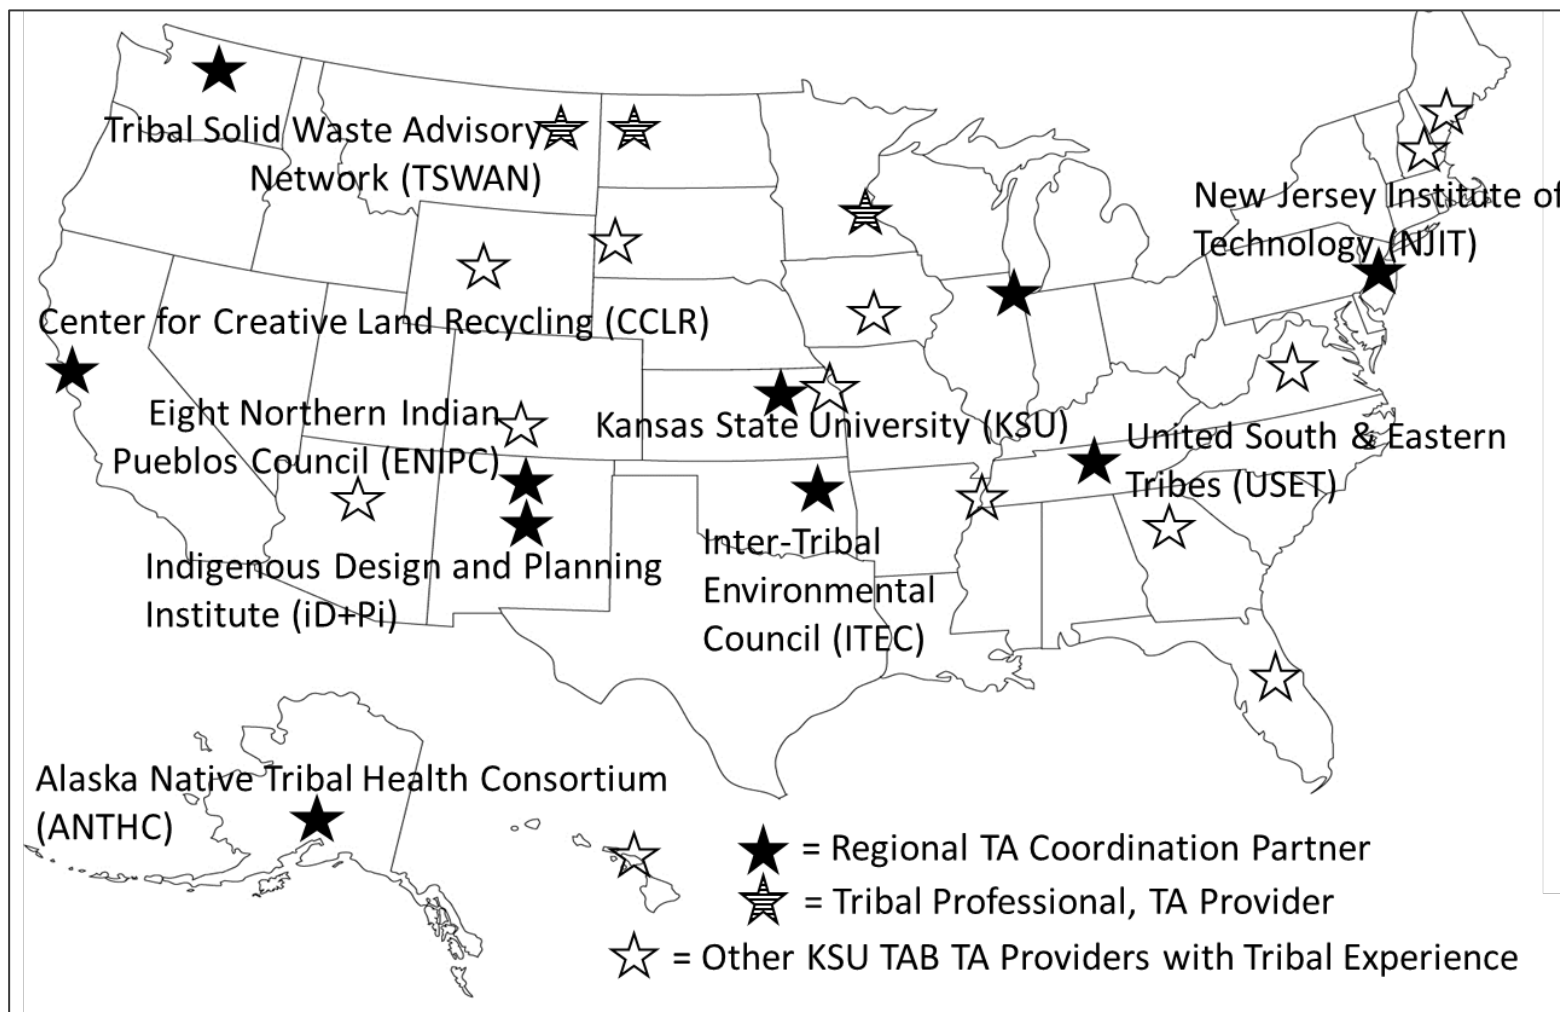 Tribal Solid Waste Advisory
Network (TSWAN)
New Jersey Institute of
Technology (NJIT)
Center for Creative Land Recycling (CCLR)
Eight Northern Indian
Pueblos Council (ENIPC)
Kansas State University (KSU)
United South & Eastern
Tribes (USET)
Indigenous Design and Planning
Institute (iD+Pi)
Inter-Tribal
Environmental
Council (ITEC)
Alaska Native Tribal Health Consortium
(ANTHC)
= Regional TA Coordination Partner
= Tribal Professional, TA Provider
= Other KSU TAB TA Providers with Tribal Experience